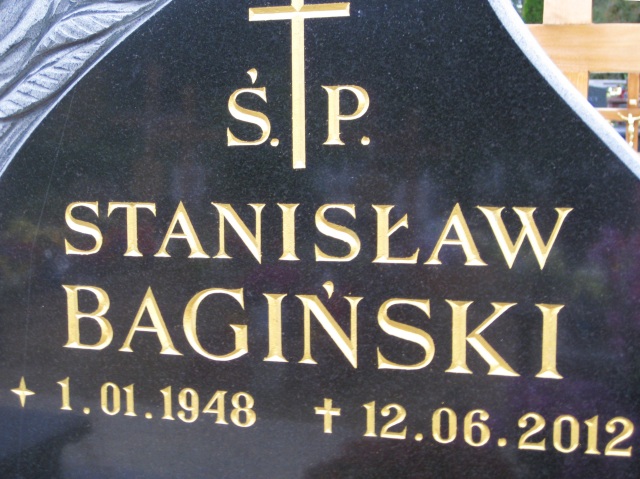 Ś. P.
STANISŁAW
BAGIŃSKI
1.01.1948 † 12.06.2012